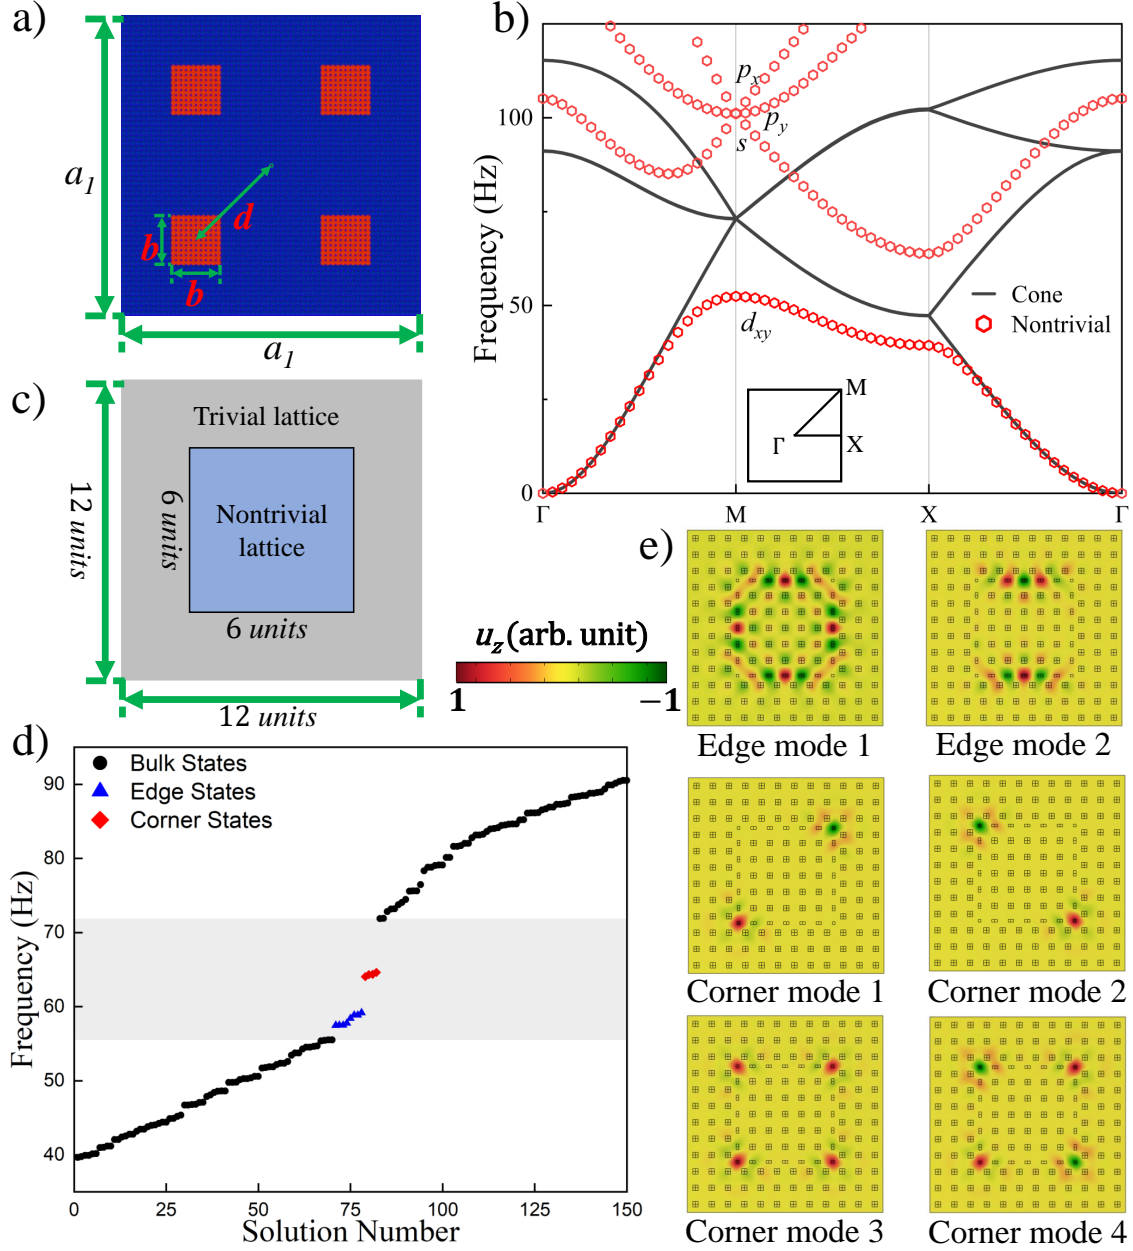 a)
a₁
a₁
d
b
b
b)
Frequency (Hz)
100
50
0
Γ
M
X
Γ
pₓ
p_y
s
d_xy
Cone
Nontrivial
M
Γ
X
c)
Trivial lattice
Nontrivial
lattice
6 units
6 units
12 units
12 units
u_z (arb. unit)
1
−1
d)
Bulk States
Edge States
Corner States
Frequency (Hz)
90
80
70
60
50
40
0
25
50
75
100
125
150
Solution Number
e)
Edge mode 1
Edge mode 2
Corner mode 1
Corner mode 2
Corner mode 3
Corner mode 4